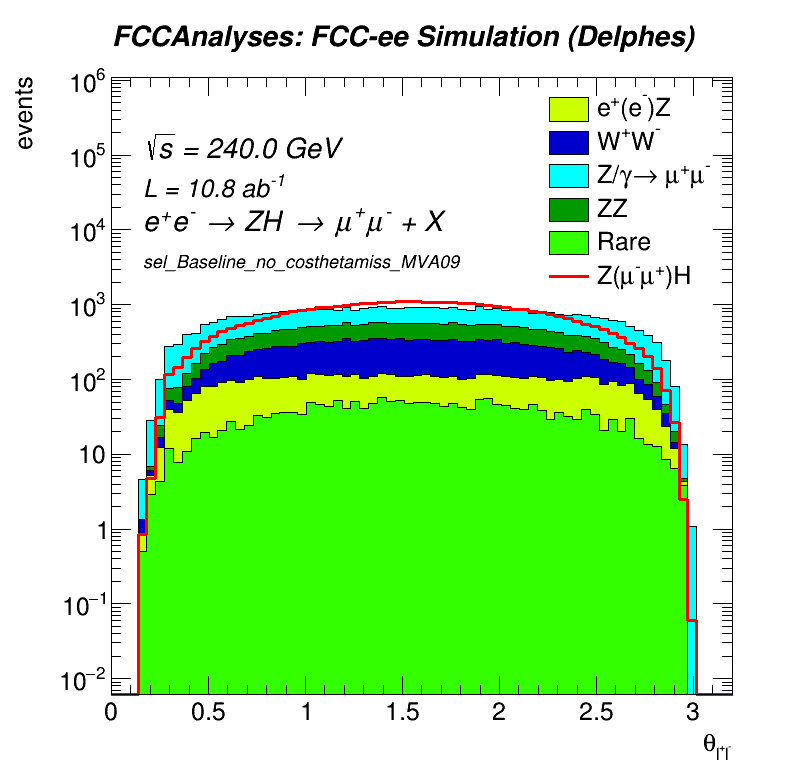 FCCAnalyses: FCC-ee Simulation (Delphes)
events
10⁶
10⁵
10⁴
10³
10²
10
1
10⁻¹
10⁻²
√s = 240.0 GeV
L = 10.8 ab⁻¹
e⁺e⁻ → ZH → μ⁺μ⁻ + X
sel_Baseline_no_costhetamiss_MVA09
e⁺(e⁻)Z
W⁺W⁻
Z/γ→ μ⁺μ⁻
ZZ
Rare
Z(μ⁻μ⁺)H
0 0.5 1 1.5 2 2.5 3
θ_l⁺l⁻